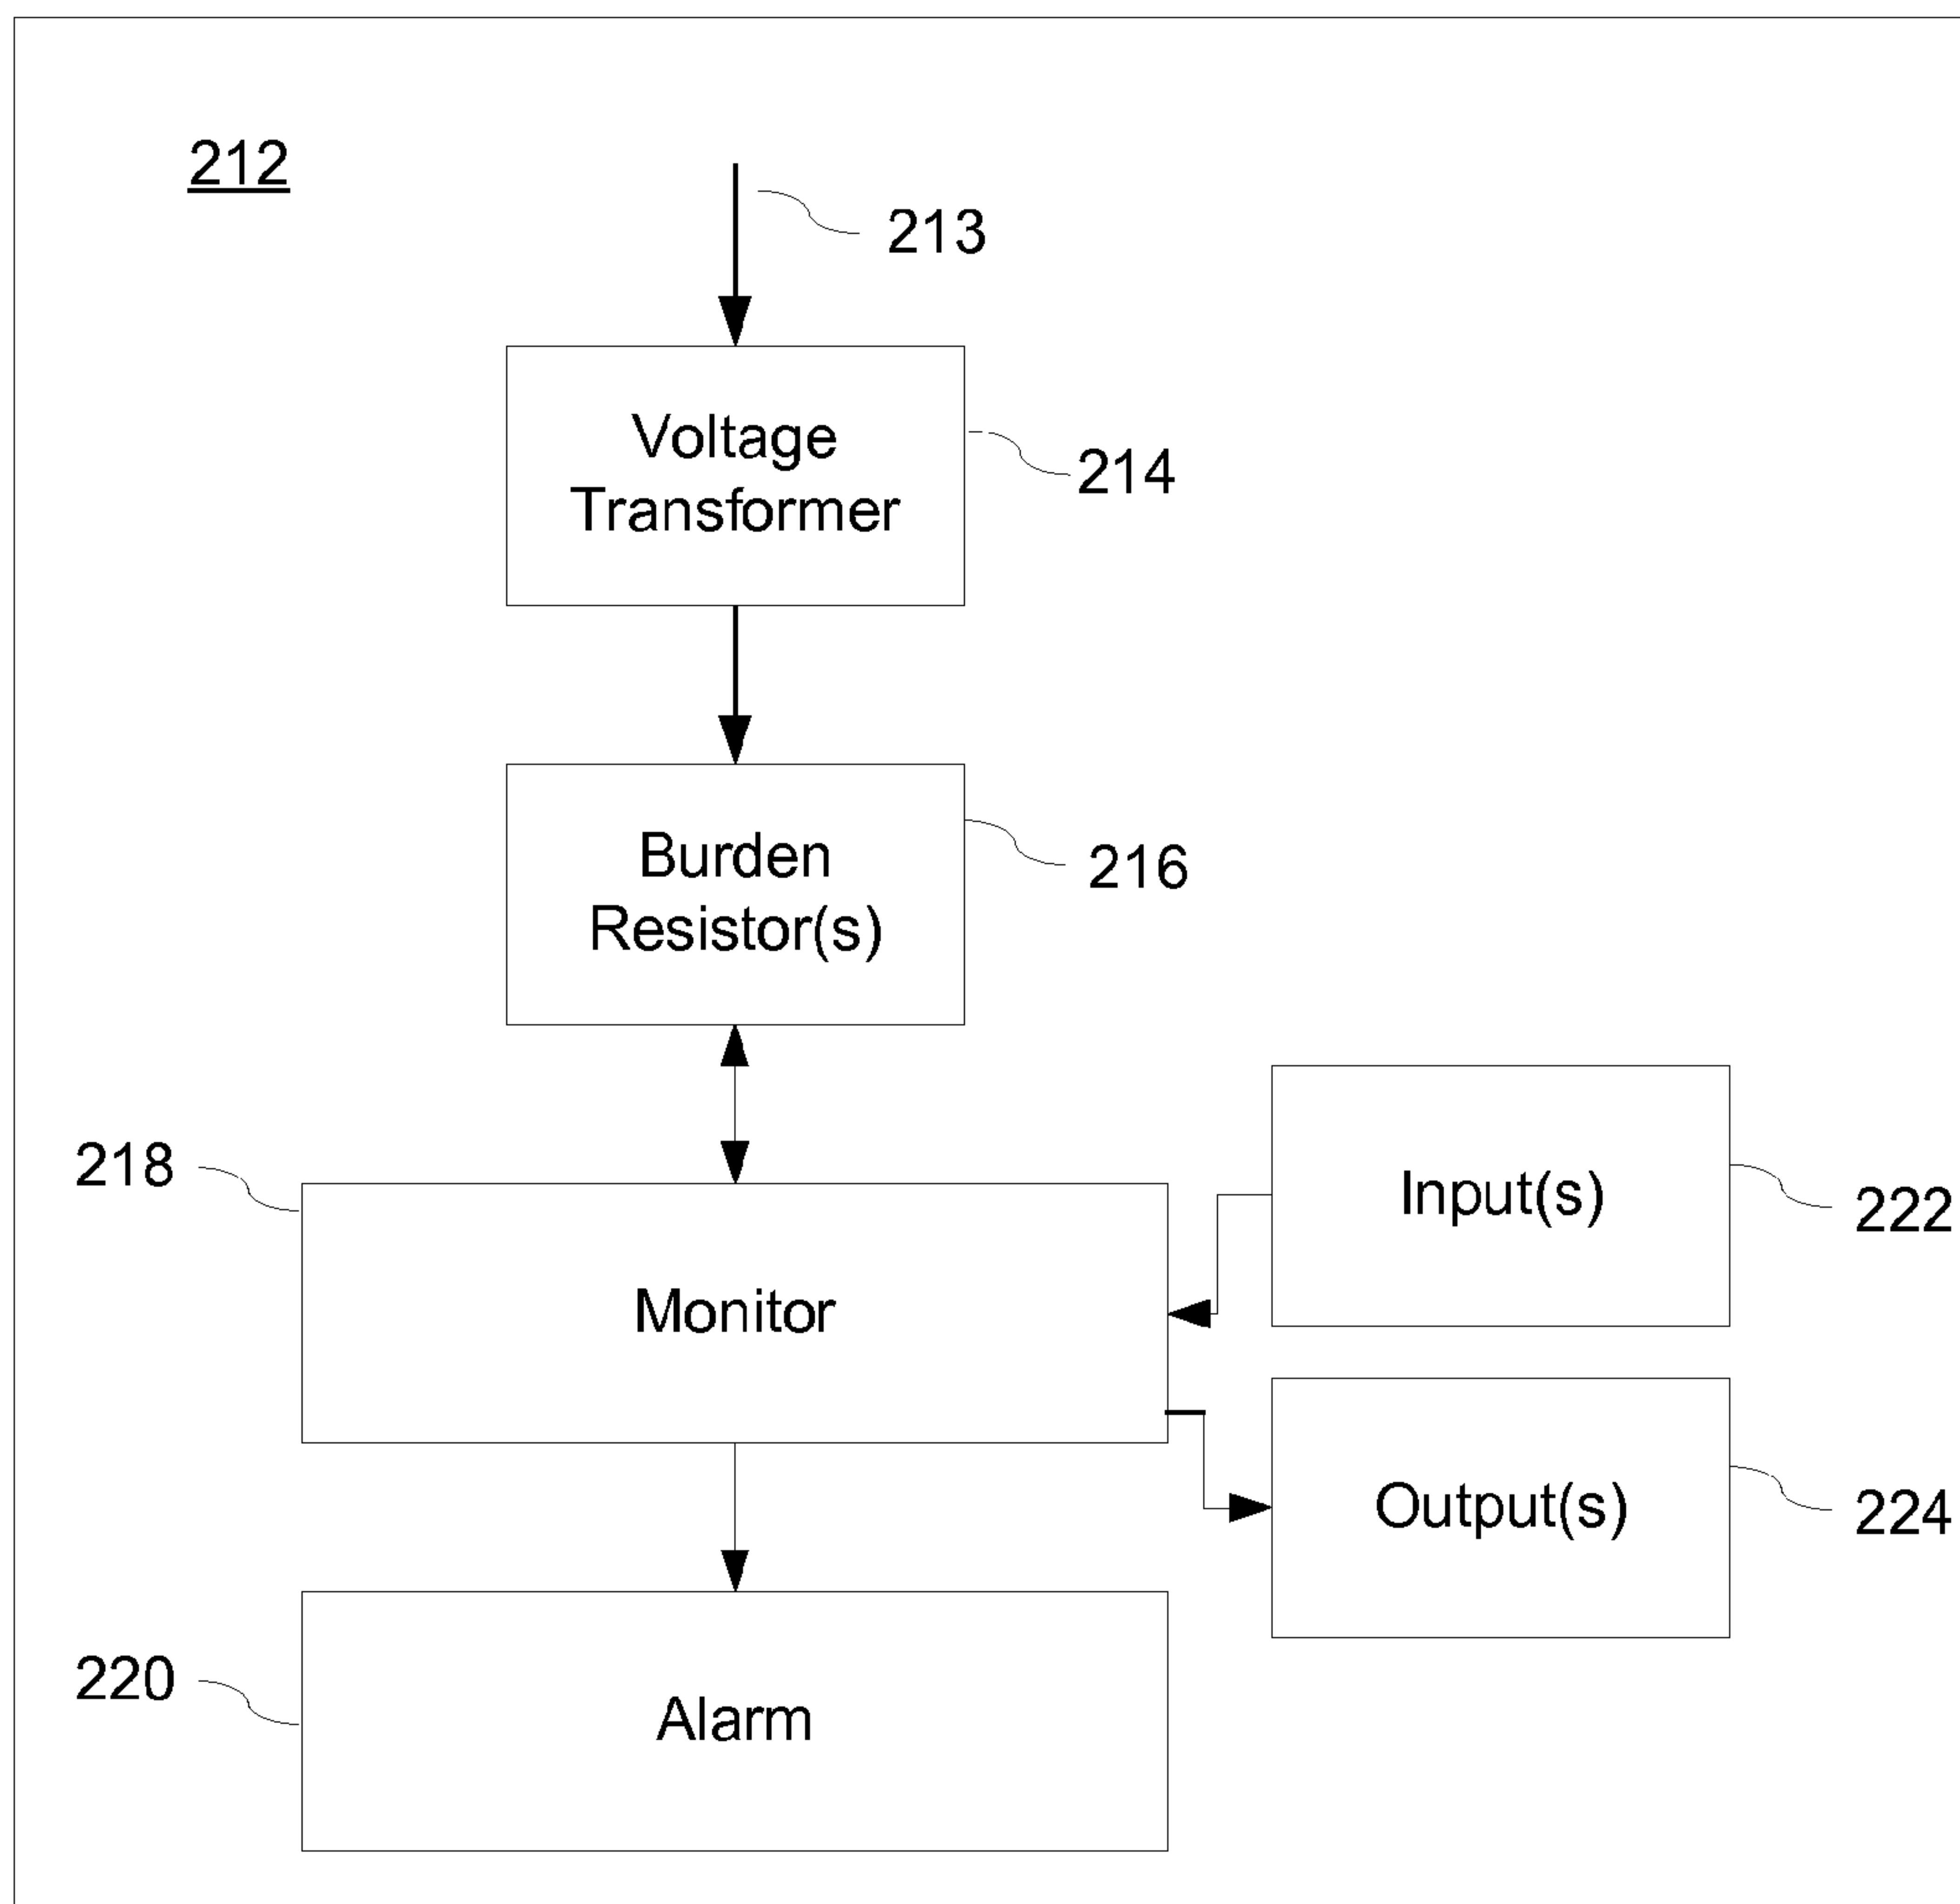 212
213
Voltage
Transformer
214
Burden
Resistor(s)
216
218
Monitor
Input(s)
222
Output(s)
224
220
Alarm